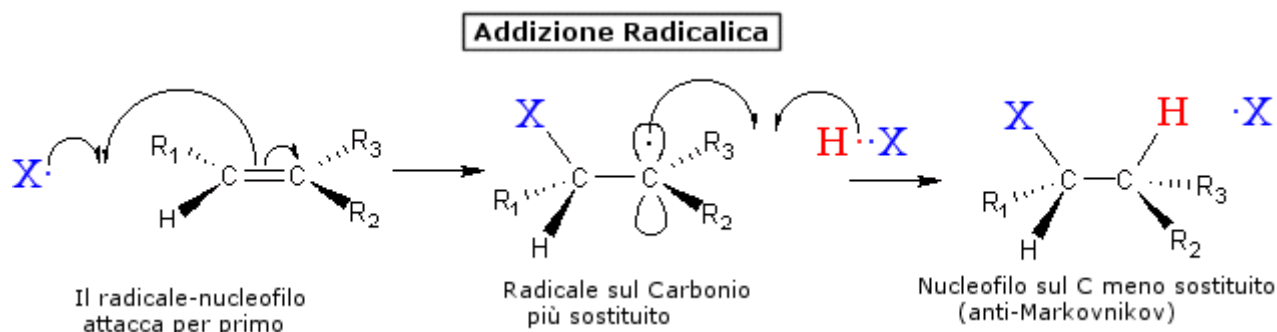 Addizione Radicalica
X· R1 H C C R3 R2
X R1 H C C R3 R2 H··X
X R1 H C C H R3 R2 ·X
Il radicale-nucleofilo
attacca per primo
Radicale sul Carbonio
più sostituito
Nucleofilo sul C meno sostituito
(anti-Markovnikov)